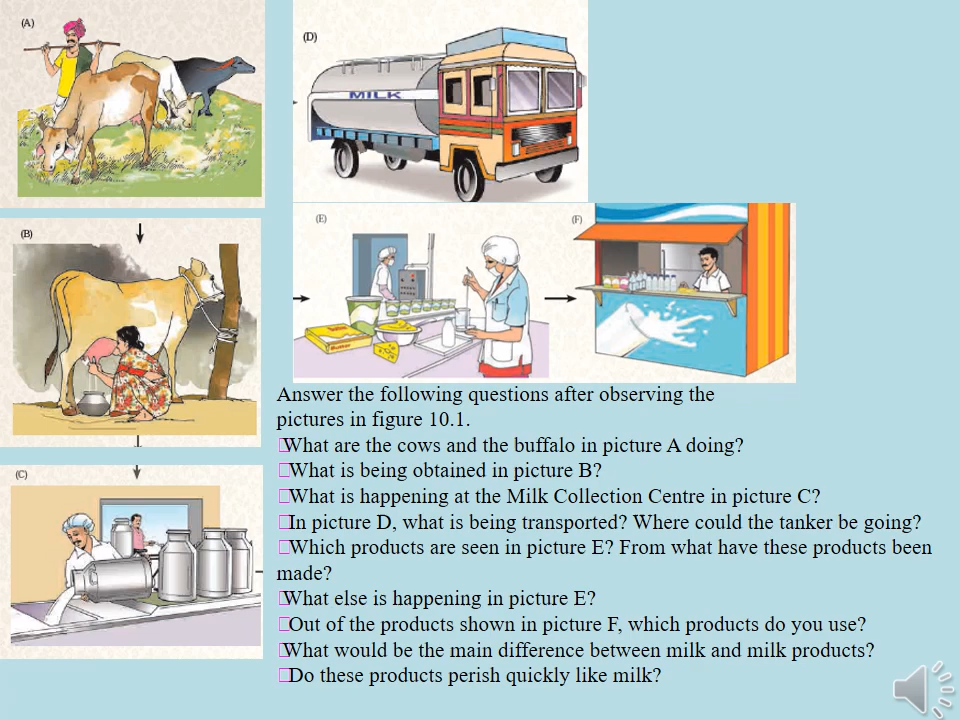 (A)
(D)
MILK
(B)
(E)
(F)
Butter
(C)
Answer the following questions after observing the
pictures in figure 10.1.
What are the cows and the buffalo in picture A doing?
What is being obtained in picture B?
What is happening at the Milk Collection Centre in picture C?
In picture D, what is being transported? Where could the tanker be going?
Which products are seen in picture E? From what have these products been
made?
What else is happening in picture E?
Out of the products shown in picture F, which products do you use?
What would be the main difference between milk and milk products?
Do these products perish quickly like milk?